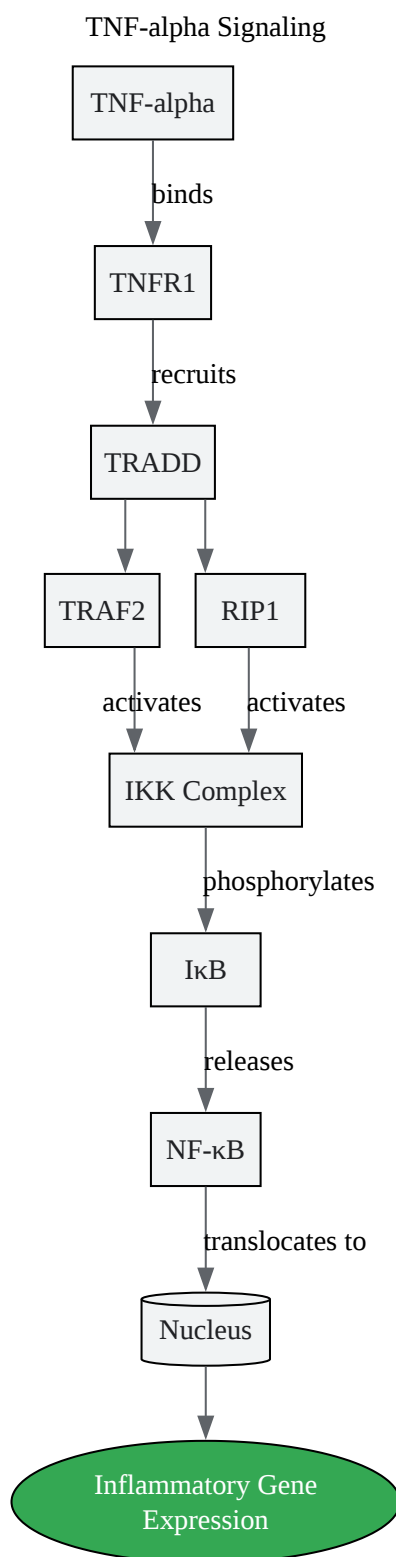 TNF-alpha Signaling
TNF-alpha
binds
TNFR1
recruits
TRADD
TRAF2
RIP1
activates
activates
IKK Complex
phosphorylates
IκB
releases
NF-κB
translocates to
Nucleus
Inflammatory Gene
Expression